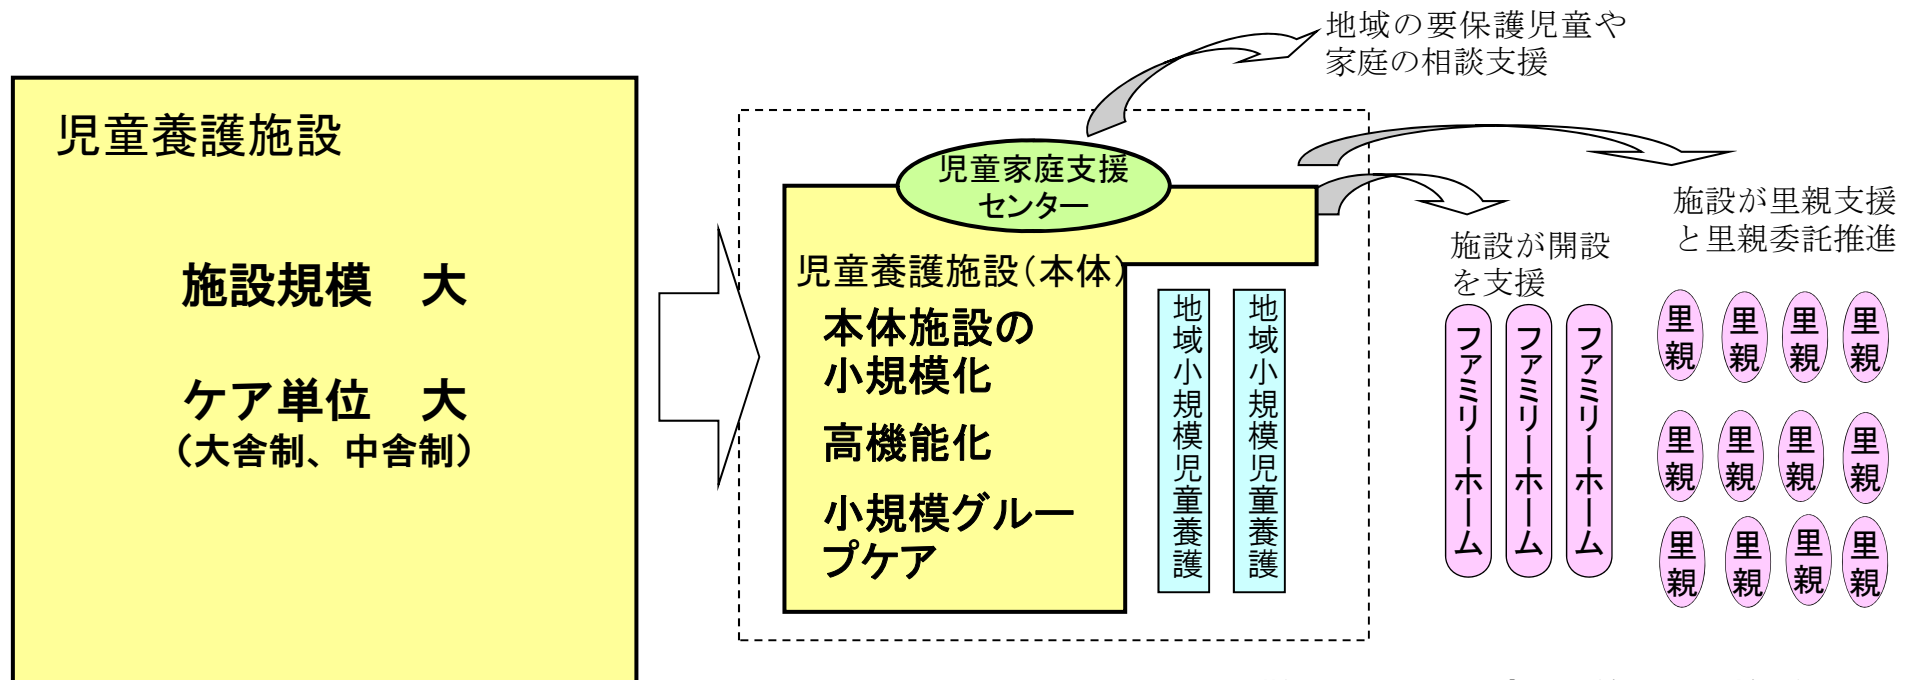 児童養護施設
施設規模　大
ケア単位　大
（大舎制、中舎制）
地域の要保護児童や
家庭の相談支援
児童家庭支援
センター
児童養護施設（本体）
本体施設の
小規模化
高機能化
小規模グルー
プケア
地域小規模児童養護
地域小規模児童養護
施設が開設
を支援
ファミリーホーム
ファミリーホーム
ファミリーホーム
施設が里親支援
と里親委託推進
里親
里親
里親
里親
里親
里親
里親
里親
里親
里親
里親
里親